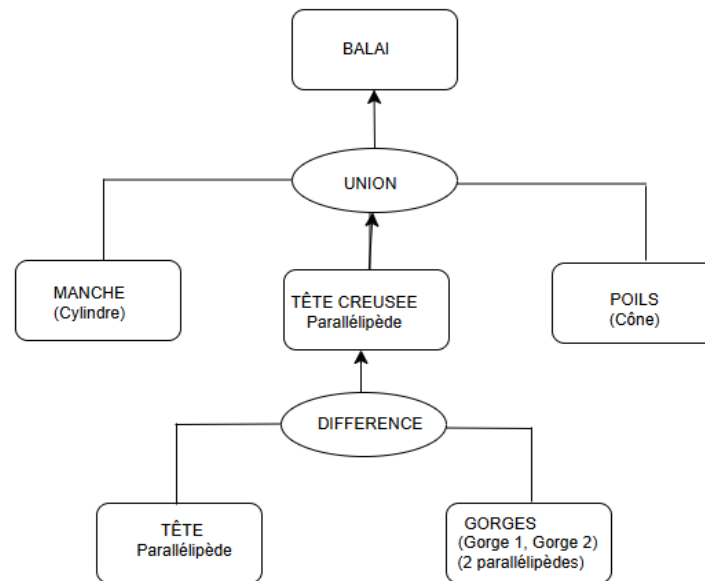 BALAI
UNION
MANCHE
(Cylindre)
TÊTE CREUSEE
Parallélipède
POILS
(Cône)
DIFFERENCE
TÊTE
Parallélipède
GORGES
(Gorge 1, Gorge 2)
(2 parallélipèdes)